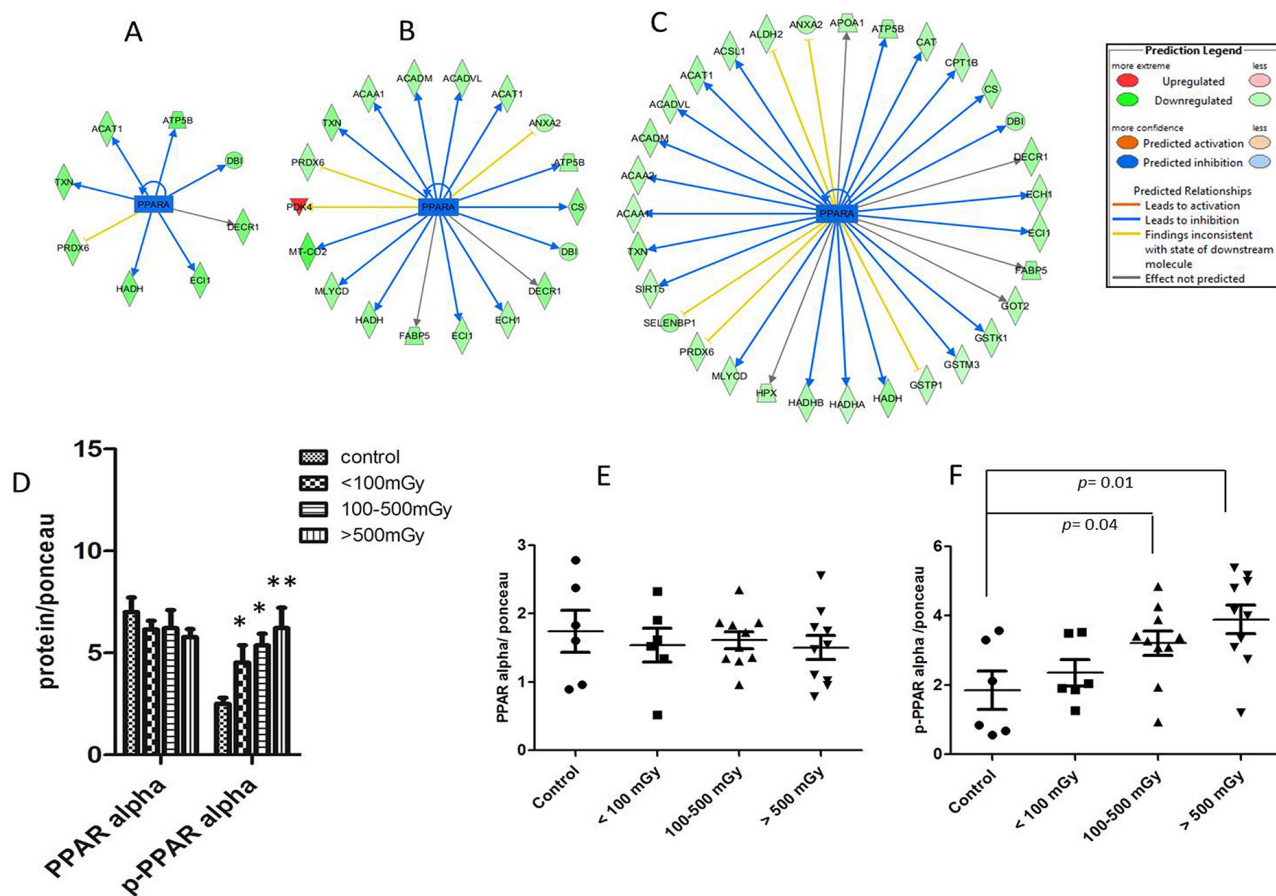 A
ACAT1
ATP5B
TXN
DBI
PPARA
PRDX6
DECR1
HADH
ECI1
B
ACADM
ACADVL
ACAA1
ACAT1
TXN
ANXA2
PRDX6
ATP5B
PDK4
PPARA
CS
MT-CO2
DBI
MLYCD
DECR1
HADH
ECH1
FABP5
ECI1
C
ANXA2
APOA1
ALDH2
ATP5B
ACSL1
CAT
ACAT1
CPT1B
ACADVL
CS
ACADM
DBI
ACAA2
DECR1
ACAA1
PPARA
ECH1
TXN
ECI1
SIRT5
FABP5
SELENBP1
GOT2
PRDX6
GSTK1
MLYCD
GSTM3
HPX
GSTP1
HADHB
HADHA
HADH
Prediction Legend
more extreme less
Upregulated
Downregulated
more confidence less
Predicted activation
Predicted inhibition
Predicted Relationships
Leads to activation
Leads to inhibition
Findings inconsistent
with state of downstream
molecule
Effect not predicted
D
protein/ponceau
15
10
5
0
control
<100mGy
100-500mGy
>500mGy
*
*
**
PPAR alpha
p-PPAR alpha
E
PPAR alpha/ ponceau
3
2
1
0
Control
< 100 mGy
100-500 mGy
> 500 mGy
F
p= 0.01
p= 0.04
p-PPAR alpha /ponceau
6
4
2
0
Control
< 100 mGy
100-500 mGy
> 500 mGy